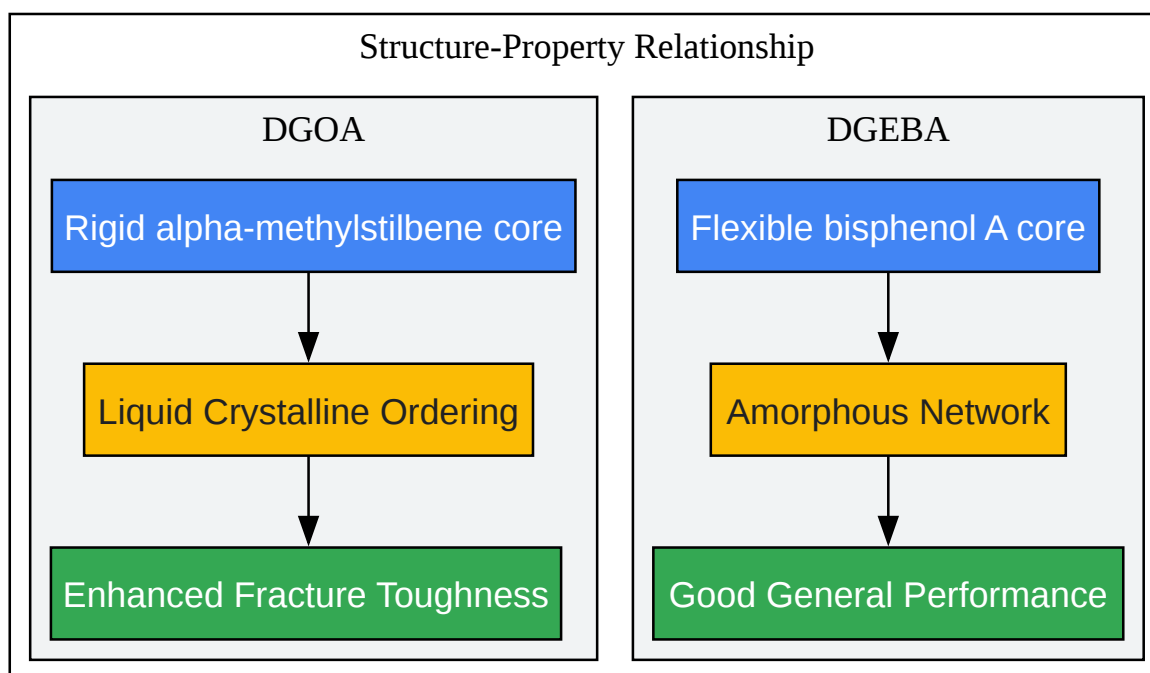 Structure-Property Relationship
DGOA
Rigid alpha-methylstilbene core
Liquid Crystalline Ordering
Enhanced Fracture Toughness
DGEBA
Flexible bisphenol A core
Amorphous Network
Good General Performance